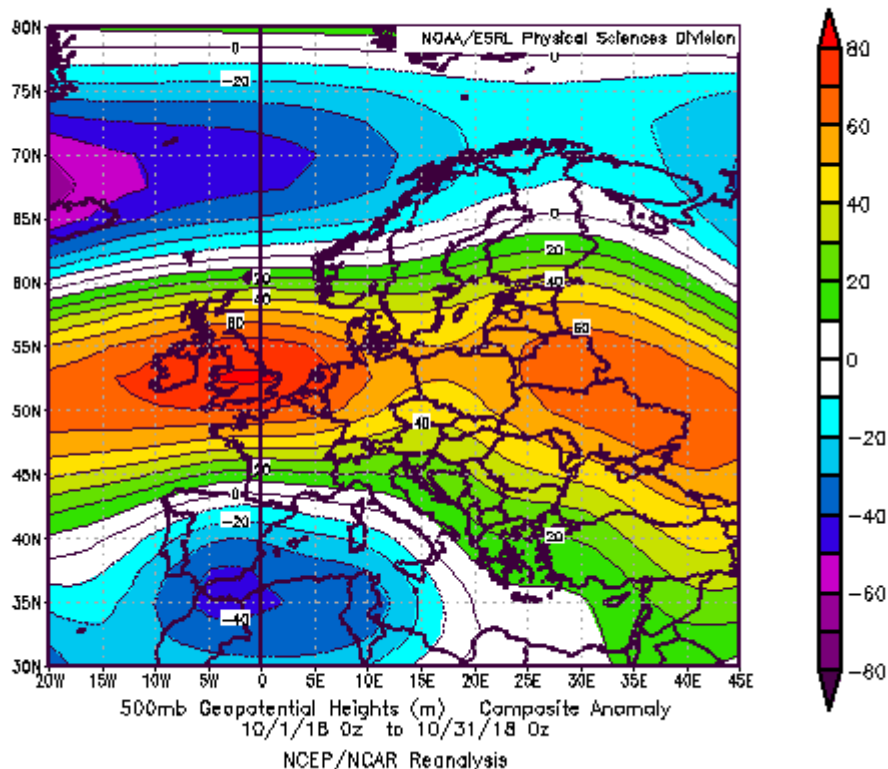 NOAA/ESRL Physical Sciences Division
80N
0
0
80
-20
75N
60
70N
40
65N
0
20
20
60N
20
40
40
60
60
0
55N
50N
40
-20
45N
20
0
-40
40N
-20
20
35N
-60
-40
30N
-80
20W 15W 10W 5W 0 5E 10E 15E 20E 25E 30E 35E 40E 45E
500mb Geopotential Heights (m) Composite Anomaly
10/1/18 0z to 10/31/18 0z
NCEP/NCAR Reanalysis